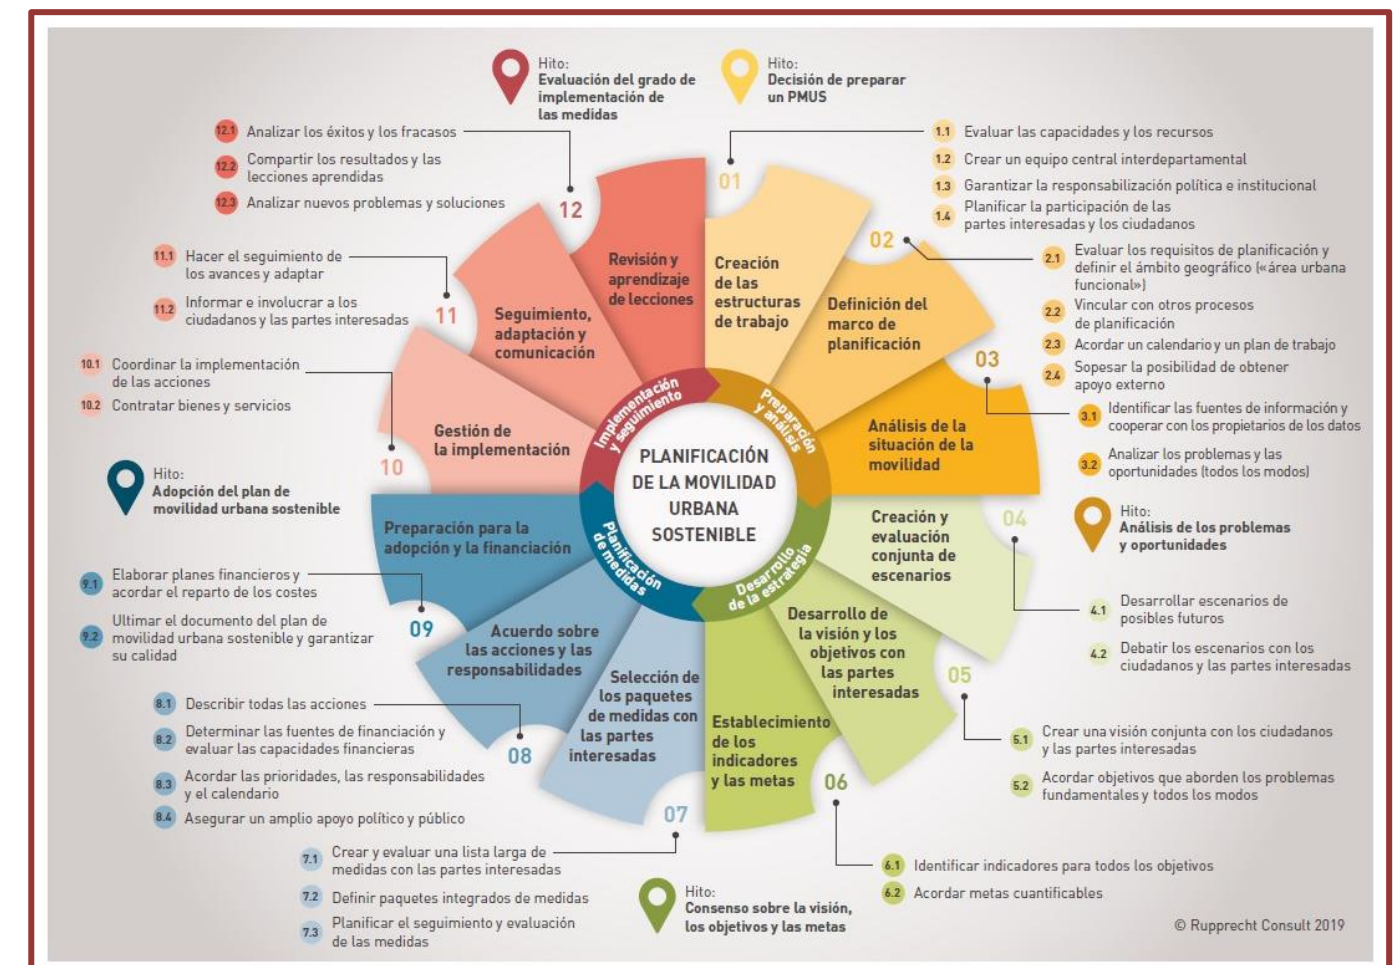 Hito:
Evaluación del grado de
implementación de
las medidas
Hito:
Decisión de preparar
un PMUS
12.1 Analizar los éxitos y los fracasos
12.2 Compartir los resultados y las
lecciones aprendidas
12.3 Analizar nuevos problemas y soluciones
1.1 Evaluar las capacidades y los recursos
1.2 Crear un equipo central interdepartamental
1.3 Garantizar la responsabilización política e institucional
1.4 Planificar la participación de las
partes interesadas y los ciudadanos
11.1 Hacer el seguimiento de
los avances y adaptar
11.2 Informar e involucrar a los
ciudadanos y las partes interesadas
2.1 Evaluar los requisitos de planificación y
definir el ámbito geográfico («área urbana
funcional»)
2.2 Vincular con otros procesos
de planificación
2.3 Acordar un calendario y un plan de trabajo
2.4 Sopesar la posibilidad de obtener
apoyo externo
10.1 Coordinar la implementación
de las acciones
10.2 Contratar bienes y servicios
3.1 Identificar las fuentes de información y
cooperar con los propietarios de los datos
3.2 Analizar los problemas y las
oportunidades (todos los modos)
Hito:
Adopción del plan de
movilidad urbana sostenible
Hito:
Análisis de los problemas
y oportunidades
01
Creación
de las
estructuras
de trabajo
02
Definición del
marco de
planificación
03
Análisis de la
situación de la
movilidad
04
Creación y
evaluación
conjunta de
escenarios
05
Desarrollo de
la visión y los
objetivos con
las partes
interesadas
06
Establecimiento
de los
indicadores
y las metas
07
Selección de
los paquetes
de medidas con
las partes
interesadas
08
Acuerdo sobre
las acciones y las
responsabilidades
09
Preparación para la
adopción y la financiación
10
Gestión de
la implementación
11
Seguimiento,
adaptación y
comunicación
12
Revisión y
aprendizaje
de lecciones
Preparación
y análisis
Desarrollo
de la estrategia
Planificación
de medidas
Implementación
y seguimiento
PLANIFICACIÓN
DE LA MOVILIDAD
URBANA
SOSTENIBLE
9.1 Elaborar planes financieros y
acordar el reparto de los costes
9.2 Ultimar el documento del plan de
movilidad urbana sostenible y garantizar
su calidad
4.1 Desarrollar escenarios de
posibles futuros
4.2 Debatir los escenarios con los
ciudadanos y las partes interesadas
8.1 Describir todas las acciones
8.2 Determinar las fuentes de financiación y
evaluar las capacidades financieras
8.3 Acordar las prioridades, las responsabilidades
y el calendario
8.4 Asegurar un amplio apoyo político y público
5.1 Crear una visión conjunta con los ciudadanos
y las partes interesadas
5.2 Acordar objetivos que aborden los problemas
fundamentales y todos los modos
7.1 Crear y evaluar una lista larga de
medidas con las partes interesadas
7.2 Definir paquetes integrados de medidas
7.3 Planificar el seguimiento y evaluación
de las medidas
Hito:
Consenso sobre la visión,
los objetivos y las metas
6.1 Identificar indicadores para todos los objetivos
6.2 Acordar metas cuantificables
© Rupprecht Consult 2019